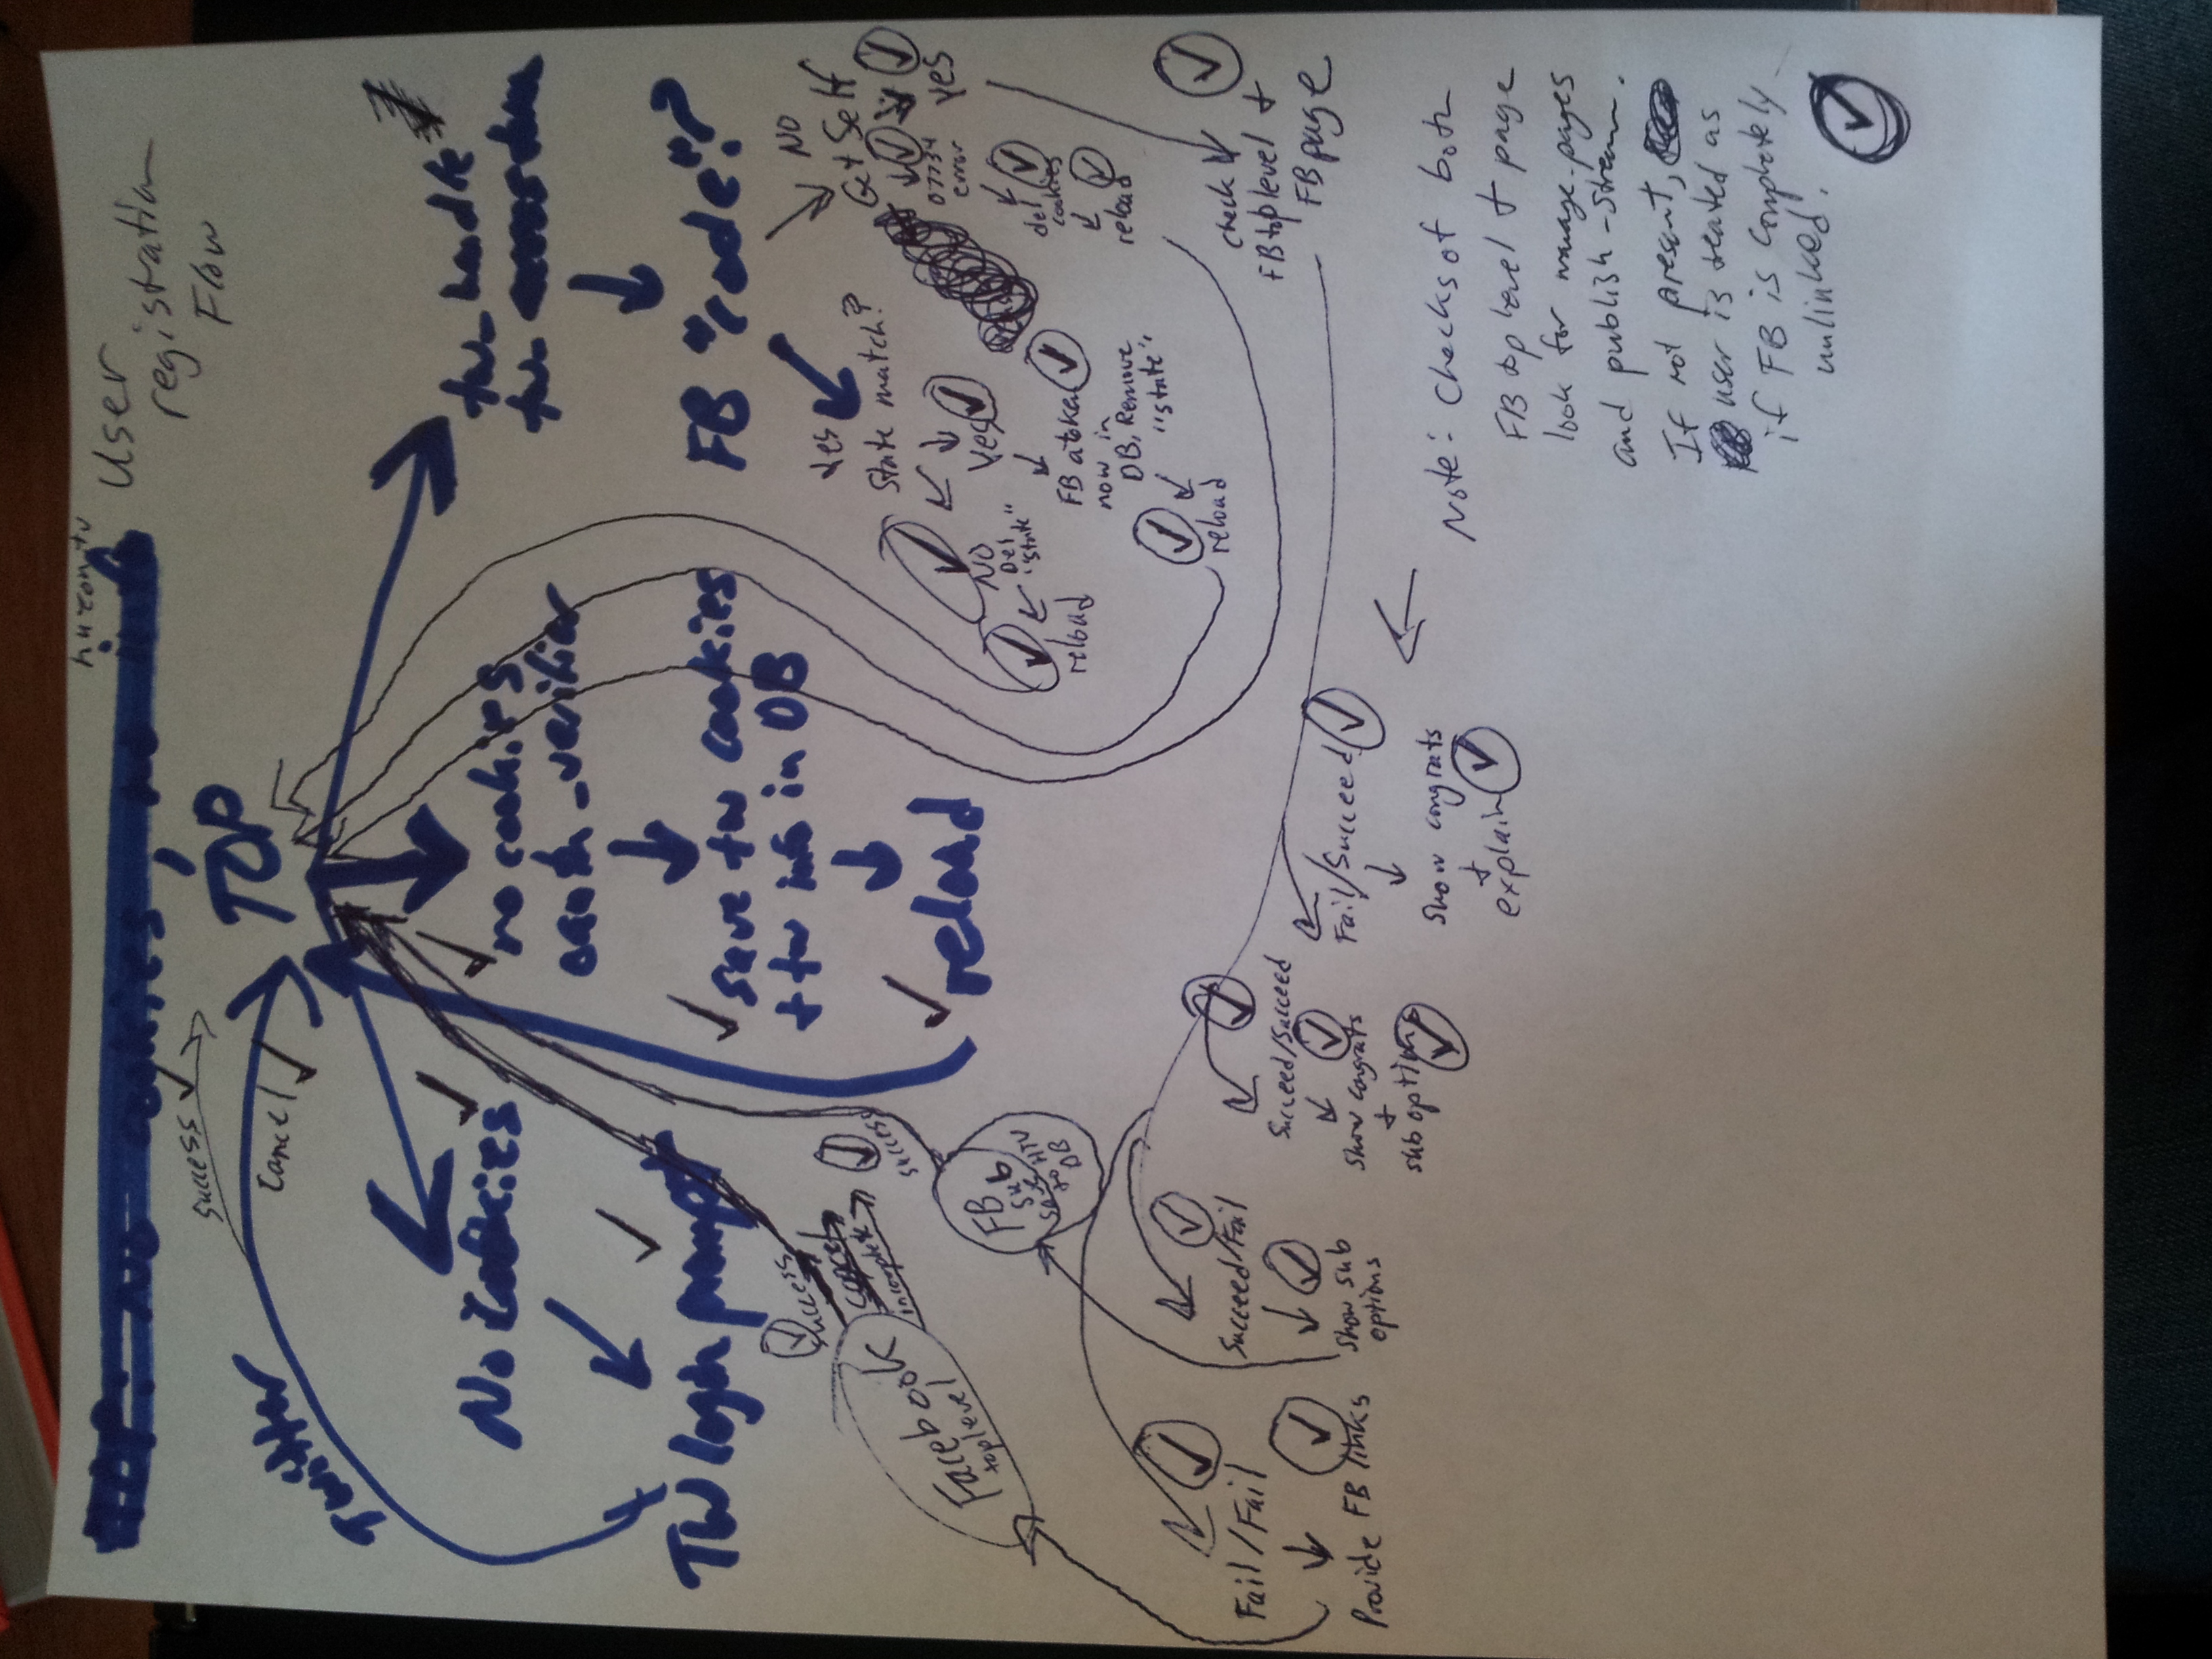 User
registration
Flow
TOP: No cookies, no info
success
cancel
Twitter
TOP
No cookies
TW login prompt
no cookies
oauth_verifier
save tw cookies
+ tw info in DB
reload
tw_handle
tw_
FB "code"?
Yes
State match?
No
Del
"state"
reload
Yes
FB atoken
now in
DB, Remove
"state"
reload
NO
Get Self
error
del
cookies
reload
yes
check
FB toplevel +
FB page
success
cancel
incomplete
Facebook
toplevel
success
FB
sub
save
to HTV
DB
Fail/Fail
Provide FB links
Succeed/Fail
show sub
options
Succeed/Succeed
show congrats
+
sub options
Fail/Succeed
show congrats
+
explain
Note: Checks of both
FB top level + page
look for manage_pages
and publish_stream.
If not present,
user is treated as
if FB is completely
unlinked.